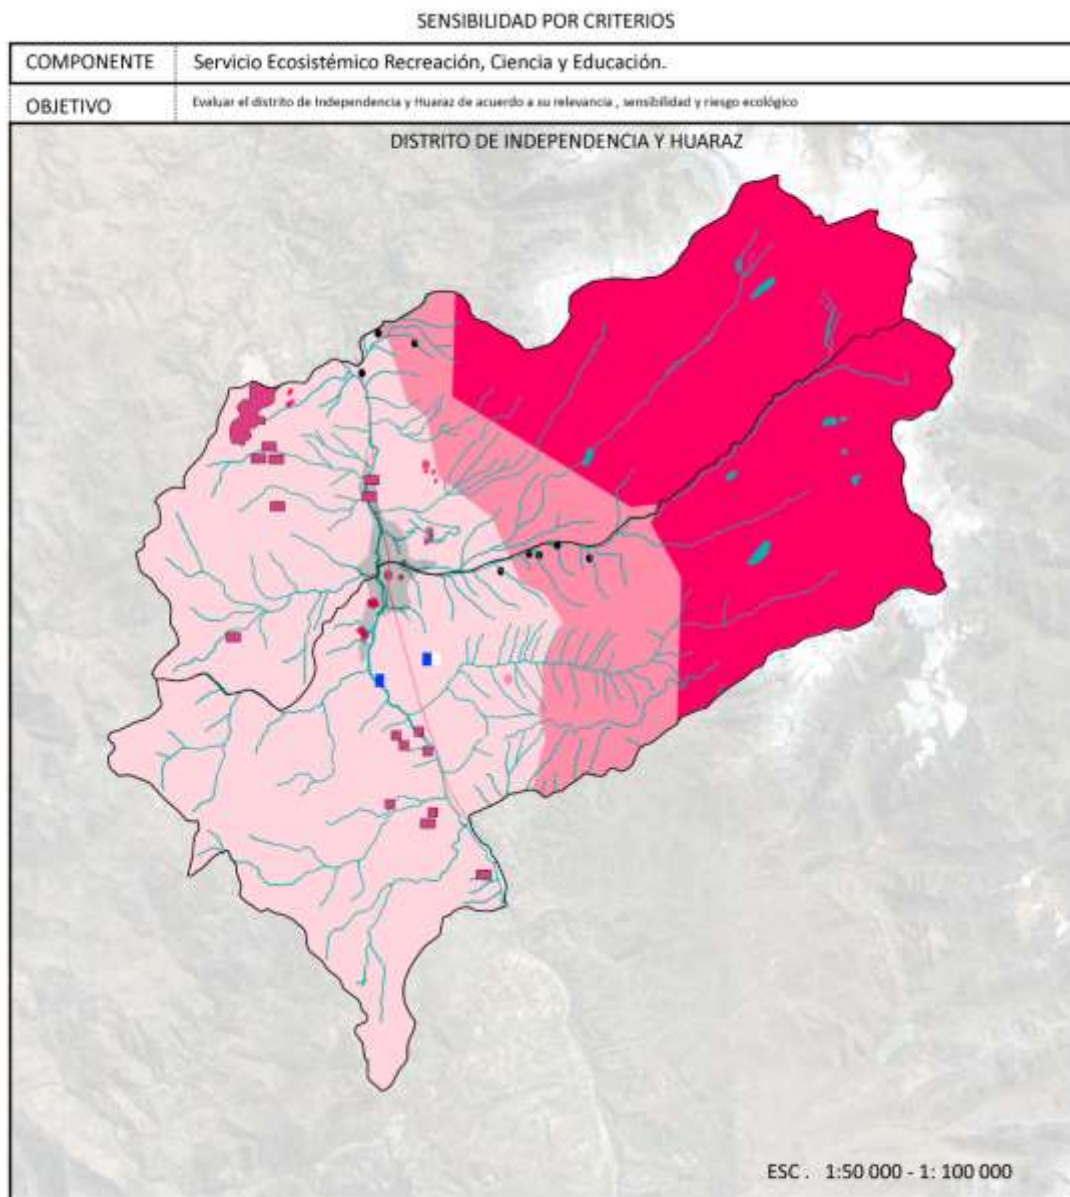 SENSIBILIDAD POR CRITERIOS
COMPONENTE Servicio Ecosistémico Recreación, Ciencia y Educación.
OBJETIVO Evaluar el distrito de Independencia y Huaraz de acuerdo a su relevancia , sensibilidad y riesgo ecológico
DISTRITO DE INDEPENDENCIA Y HUARAZ
ESC . 1:50 000 - 1: 100 000